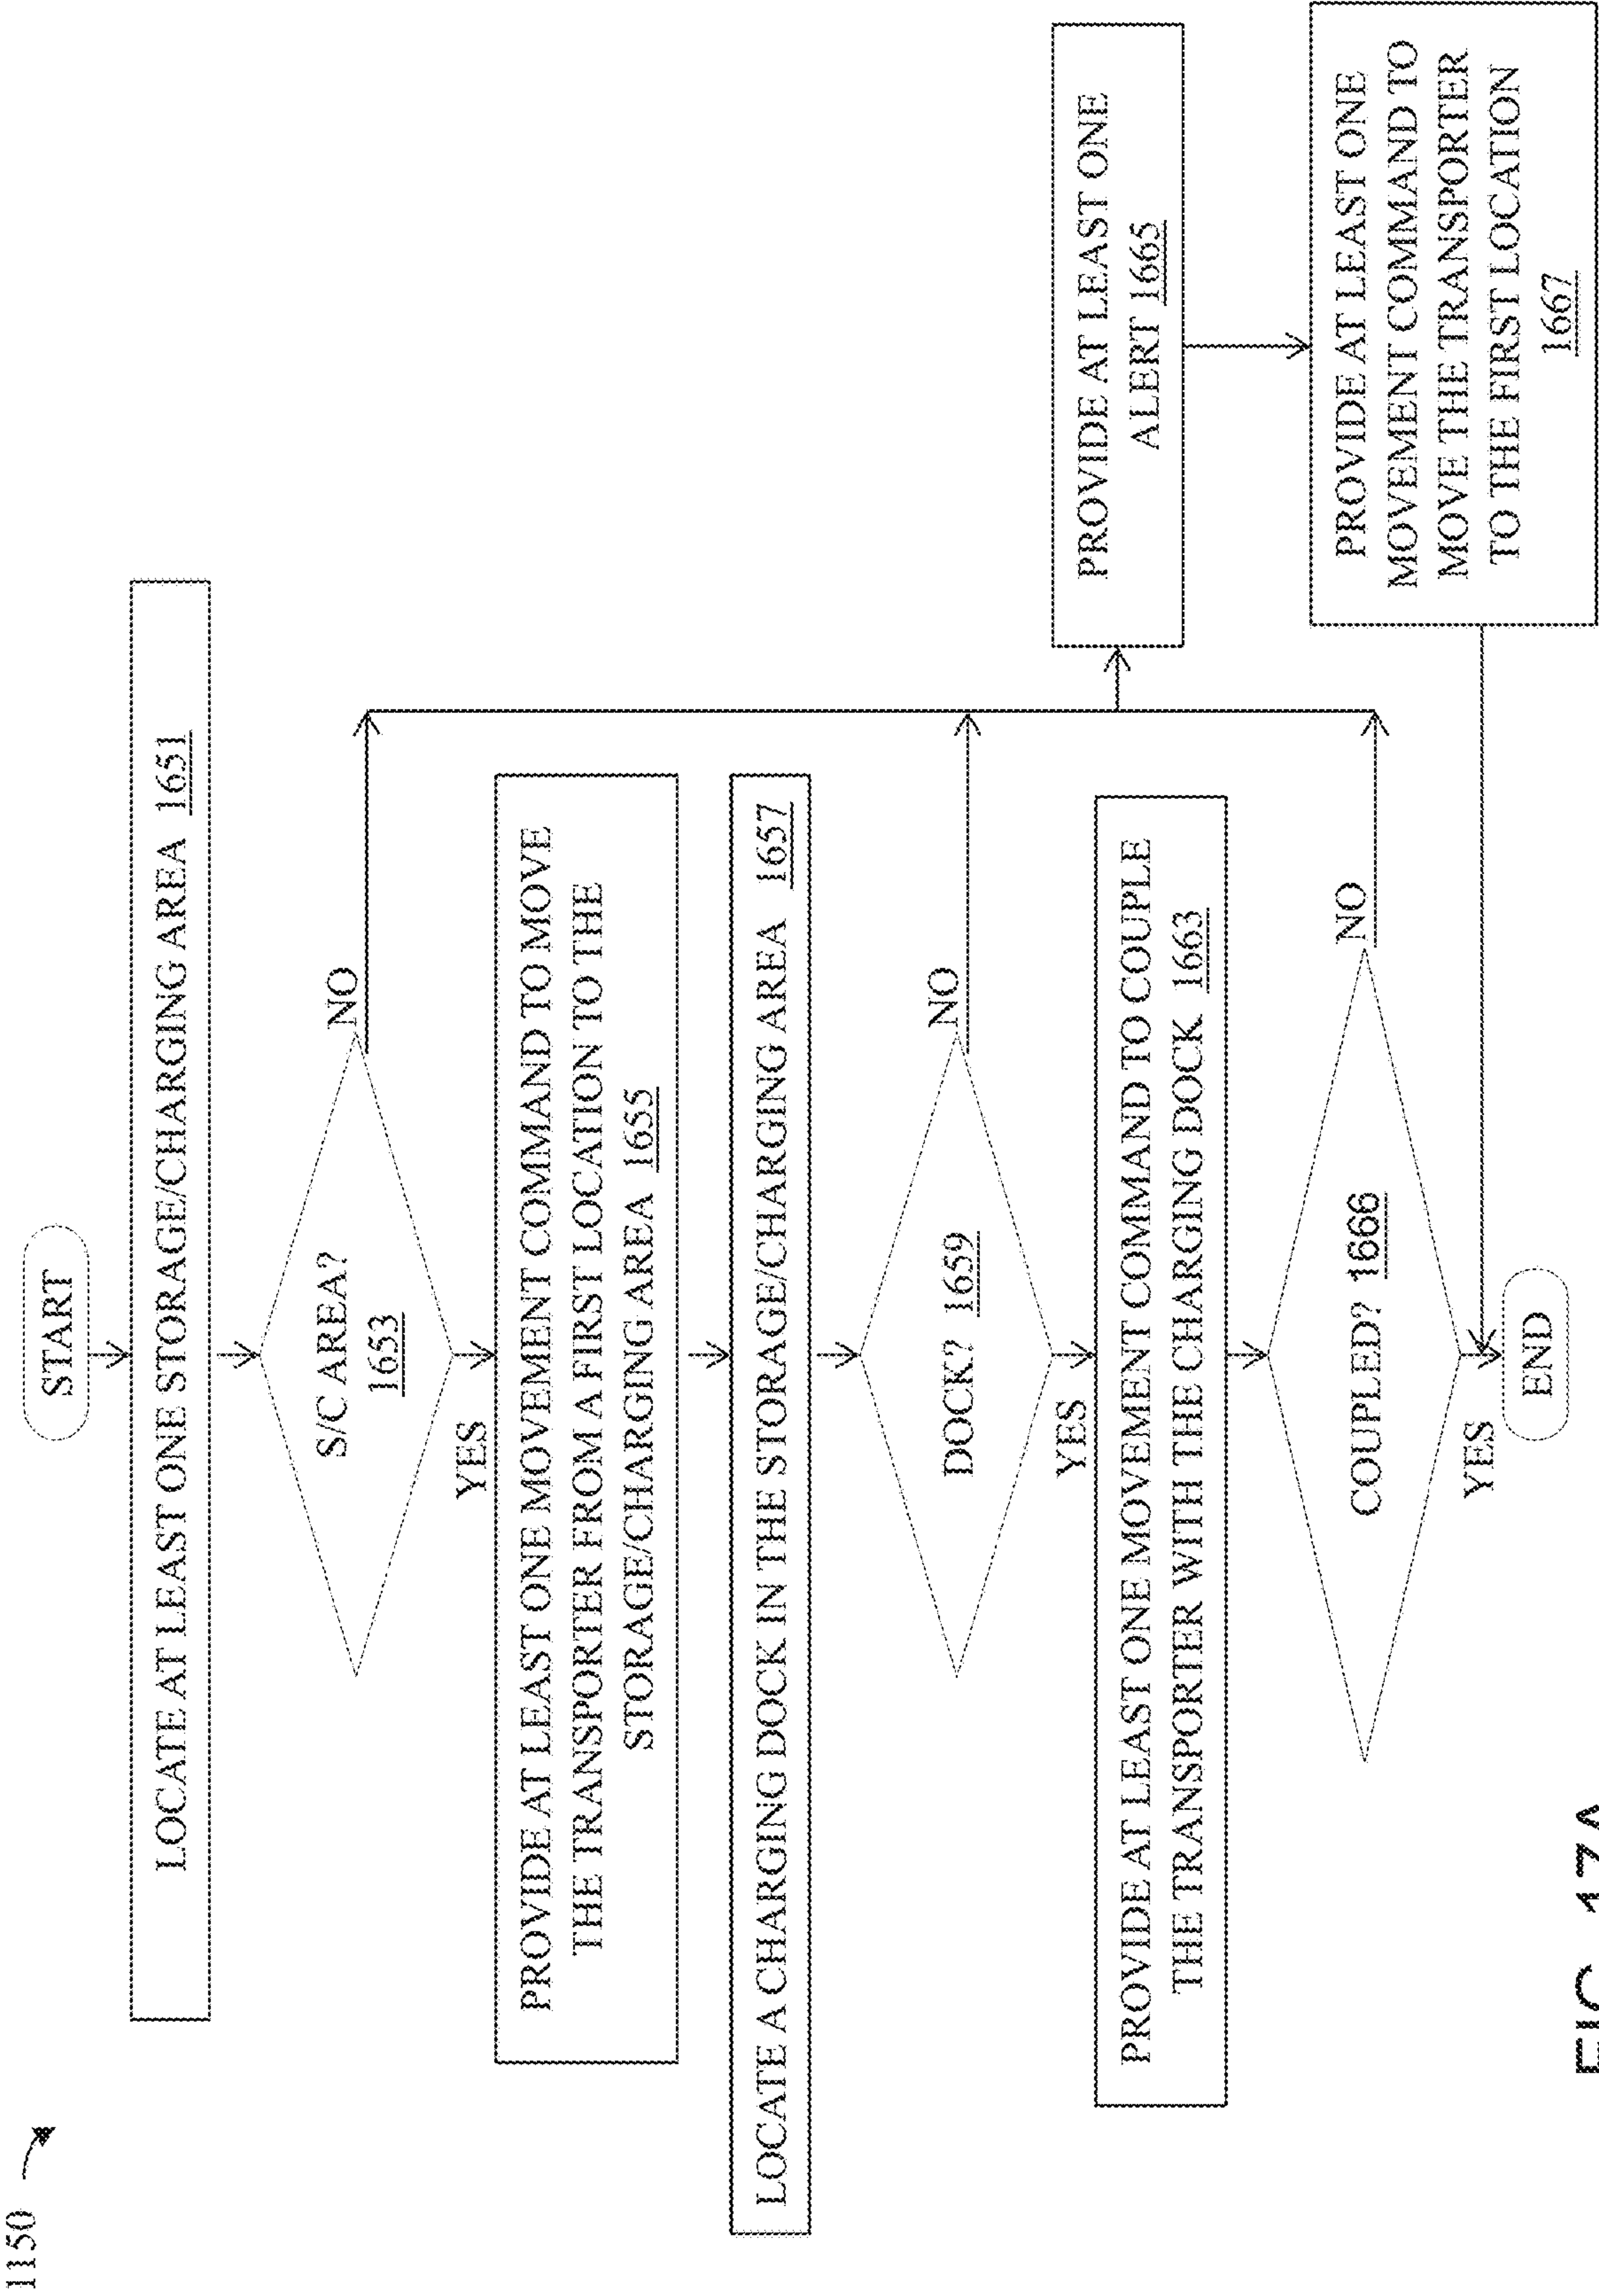 1150
START
LOCATE AT LEAST ONE STORAGE/CHARGING AREA 1651
S/C AREA?
1653
NO
YES
PROVIDE AT LEAST ONE MOVEMENT COMMAND TO MOVE
THE TRANSPORTER FROM A FIRST LOCATION TO THE
STORAGE/CHARGING AREA 1655
LOCATE A CHARGING DOCK IN THE STORAGE/CHARGING AREA 1657
DOCK? 1659
NO
YES
PROVIDE AT LEAST ONE MOVEMENT COMMAND TO COUPLE
THE TRANSPORTER WITH THE CHARGING DOCK 1663
COUPLED? 1666
NO
YES
END
PROVIDE AT LEAST ONE
ALERT 1665
PROVIDE AT LEAST ONE
MOVEMENT COMMAND TO
MOVE THE TRANSPORTER
TO THE FIRST LOCATION
1667
FIG. 17A